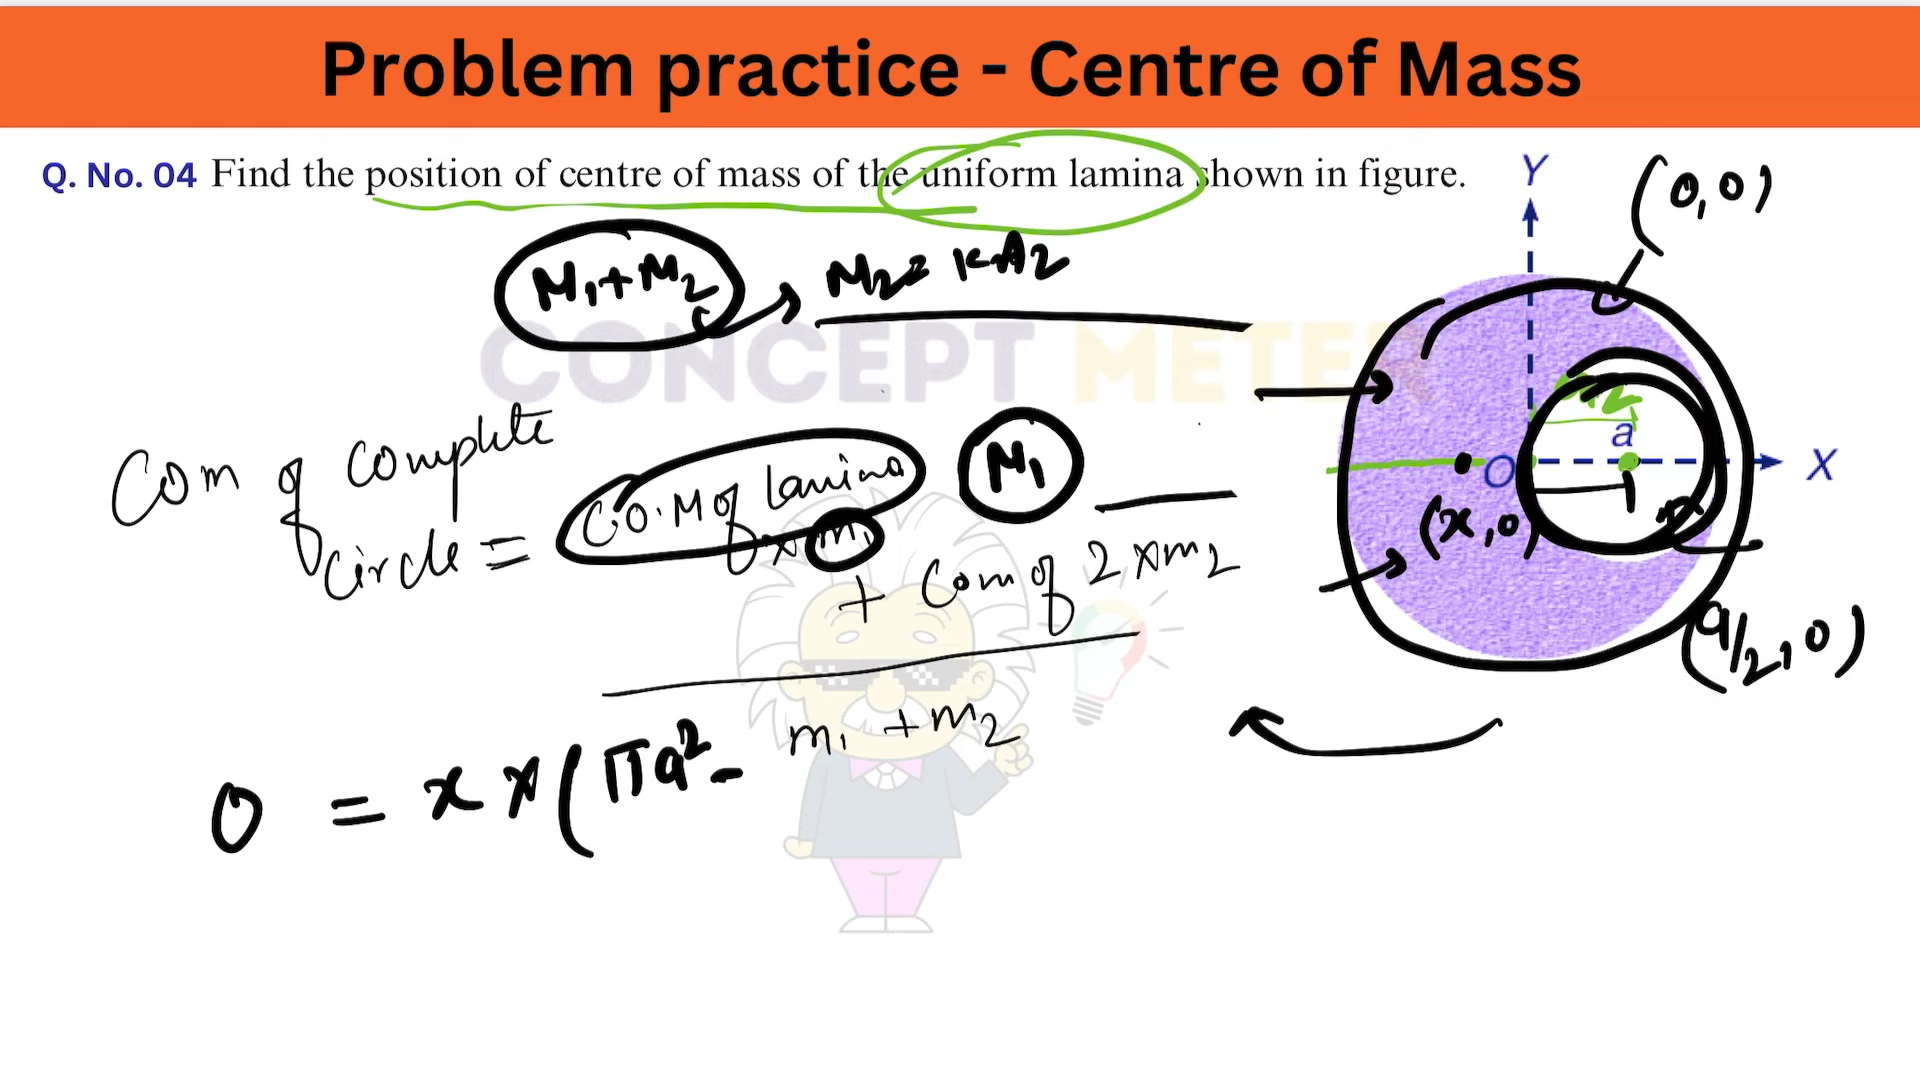 Problem practice - Centre of Mass
Q. No. 04 Find the position of centre of mass of the uniform lamina shown in figure.
Y
(0,0)
M1+M2
M2= KA2
CONCEPT METER
a/2
a
O
X
(x,0)
Com of complete
circle =
C.O.M of lamina
x m1
M1
+ Com of 2 x m2
m1 + m2
(a/2,0)
0 = x x (πa²-